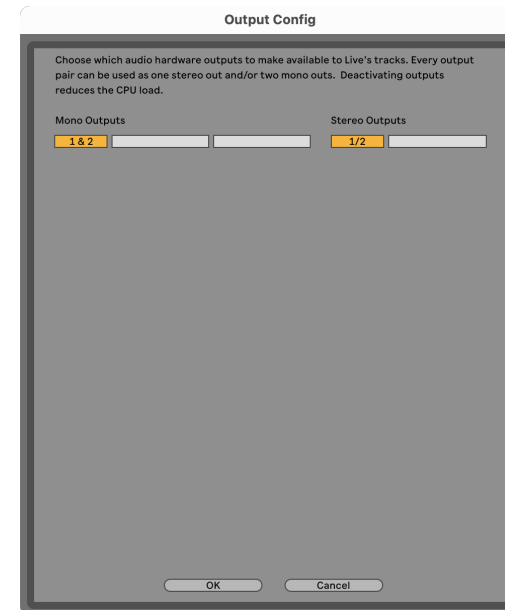 Output Config
Choose which audio hardware outputs to make available to Live's tracks. Every output
pair can be used as one stereo out and/or two mono outs.  Deactivating outputs
reduces the CPU load.
Mono Outputs
Stereo Outputs
1 & 2
1/2
OK
Cancel